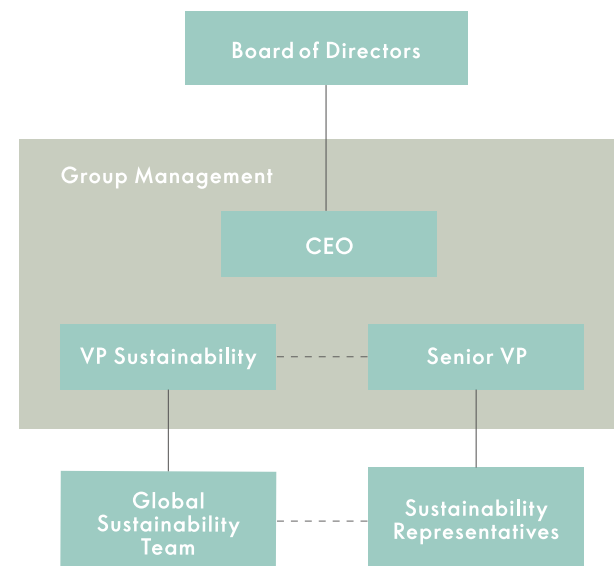 Board of Directors
Group Management
CEO
VP Sustainability
Senior VP
Global
Sustainability
Team
Sustainability
Representatives